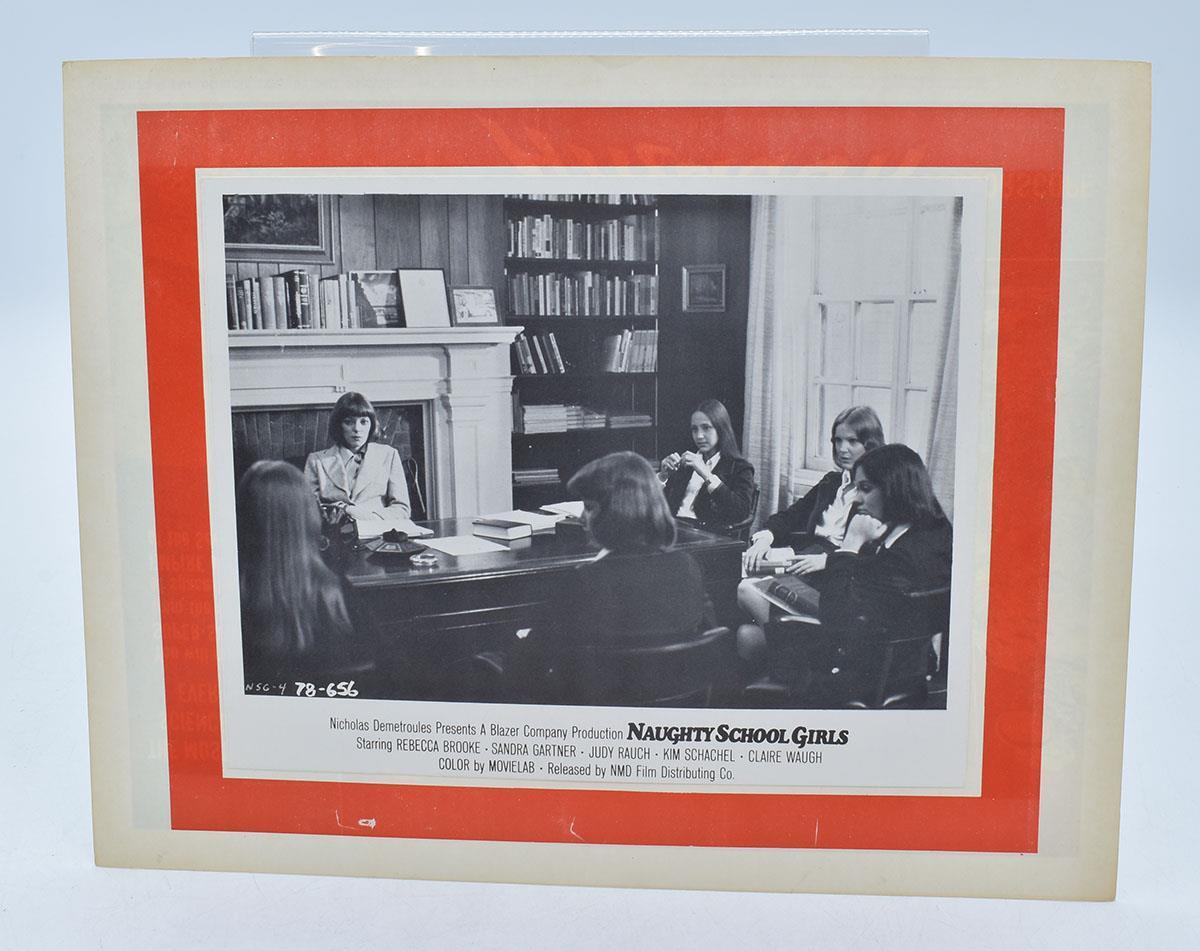 NSG-4 78-656
Nicholas Demetroules Presents A Blazer Company Production NAUGHTY SCHOOL GIRLS
Starring REBECCA BROOKE · SANDRA GARTNER · JUDY RAUCH · KIM SCHACHEL · CLAIRE WAUGH
COLOR by MOVIELAB · Released by NMD Film Distributing Co.